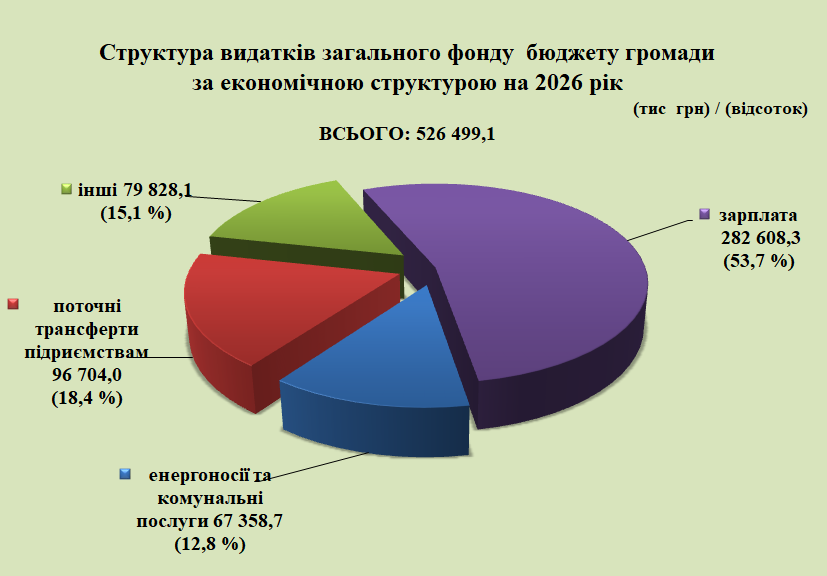 Структура видатків загального фонду бюджету громади
за економічною структурою на 2026 рік
(тис грн) / (відсоток)
ВСЬОГО: 526 499,1
інші 79 828,1
(15,1 %)
зарплата
282 608,3
(53,7 %)
поточні
трансферти
підриємствам
96 704,0
(18,4 %)
енергоносії та
комунальні
послуги 67 358,7
(12,8 %)